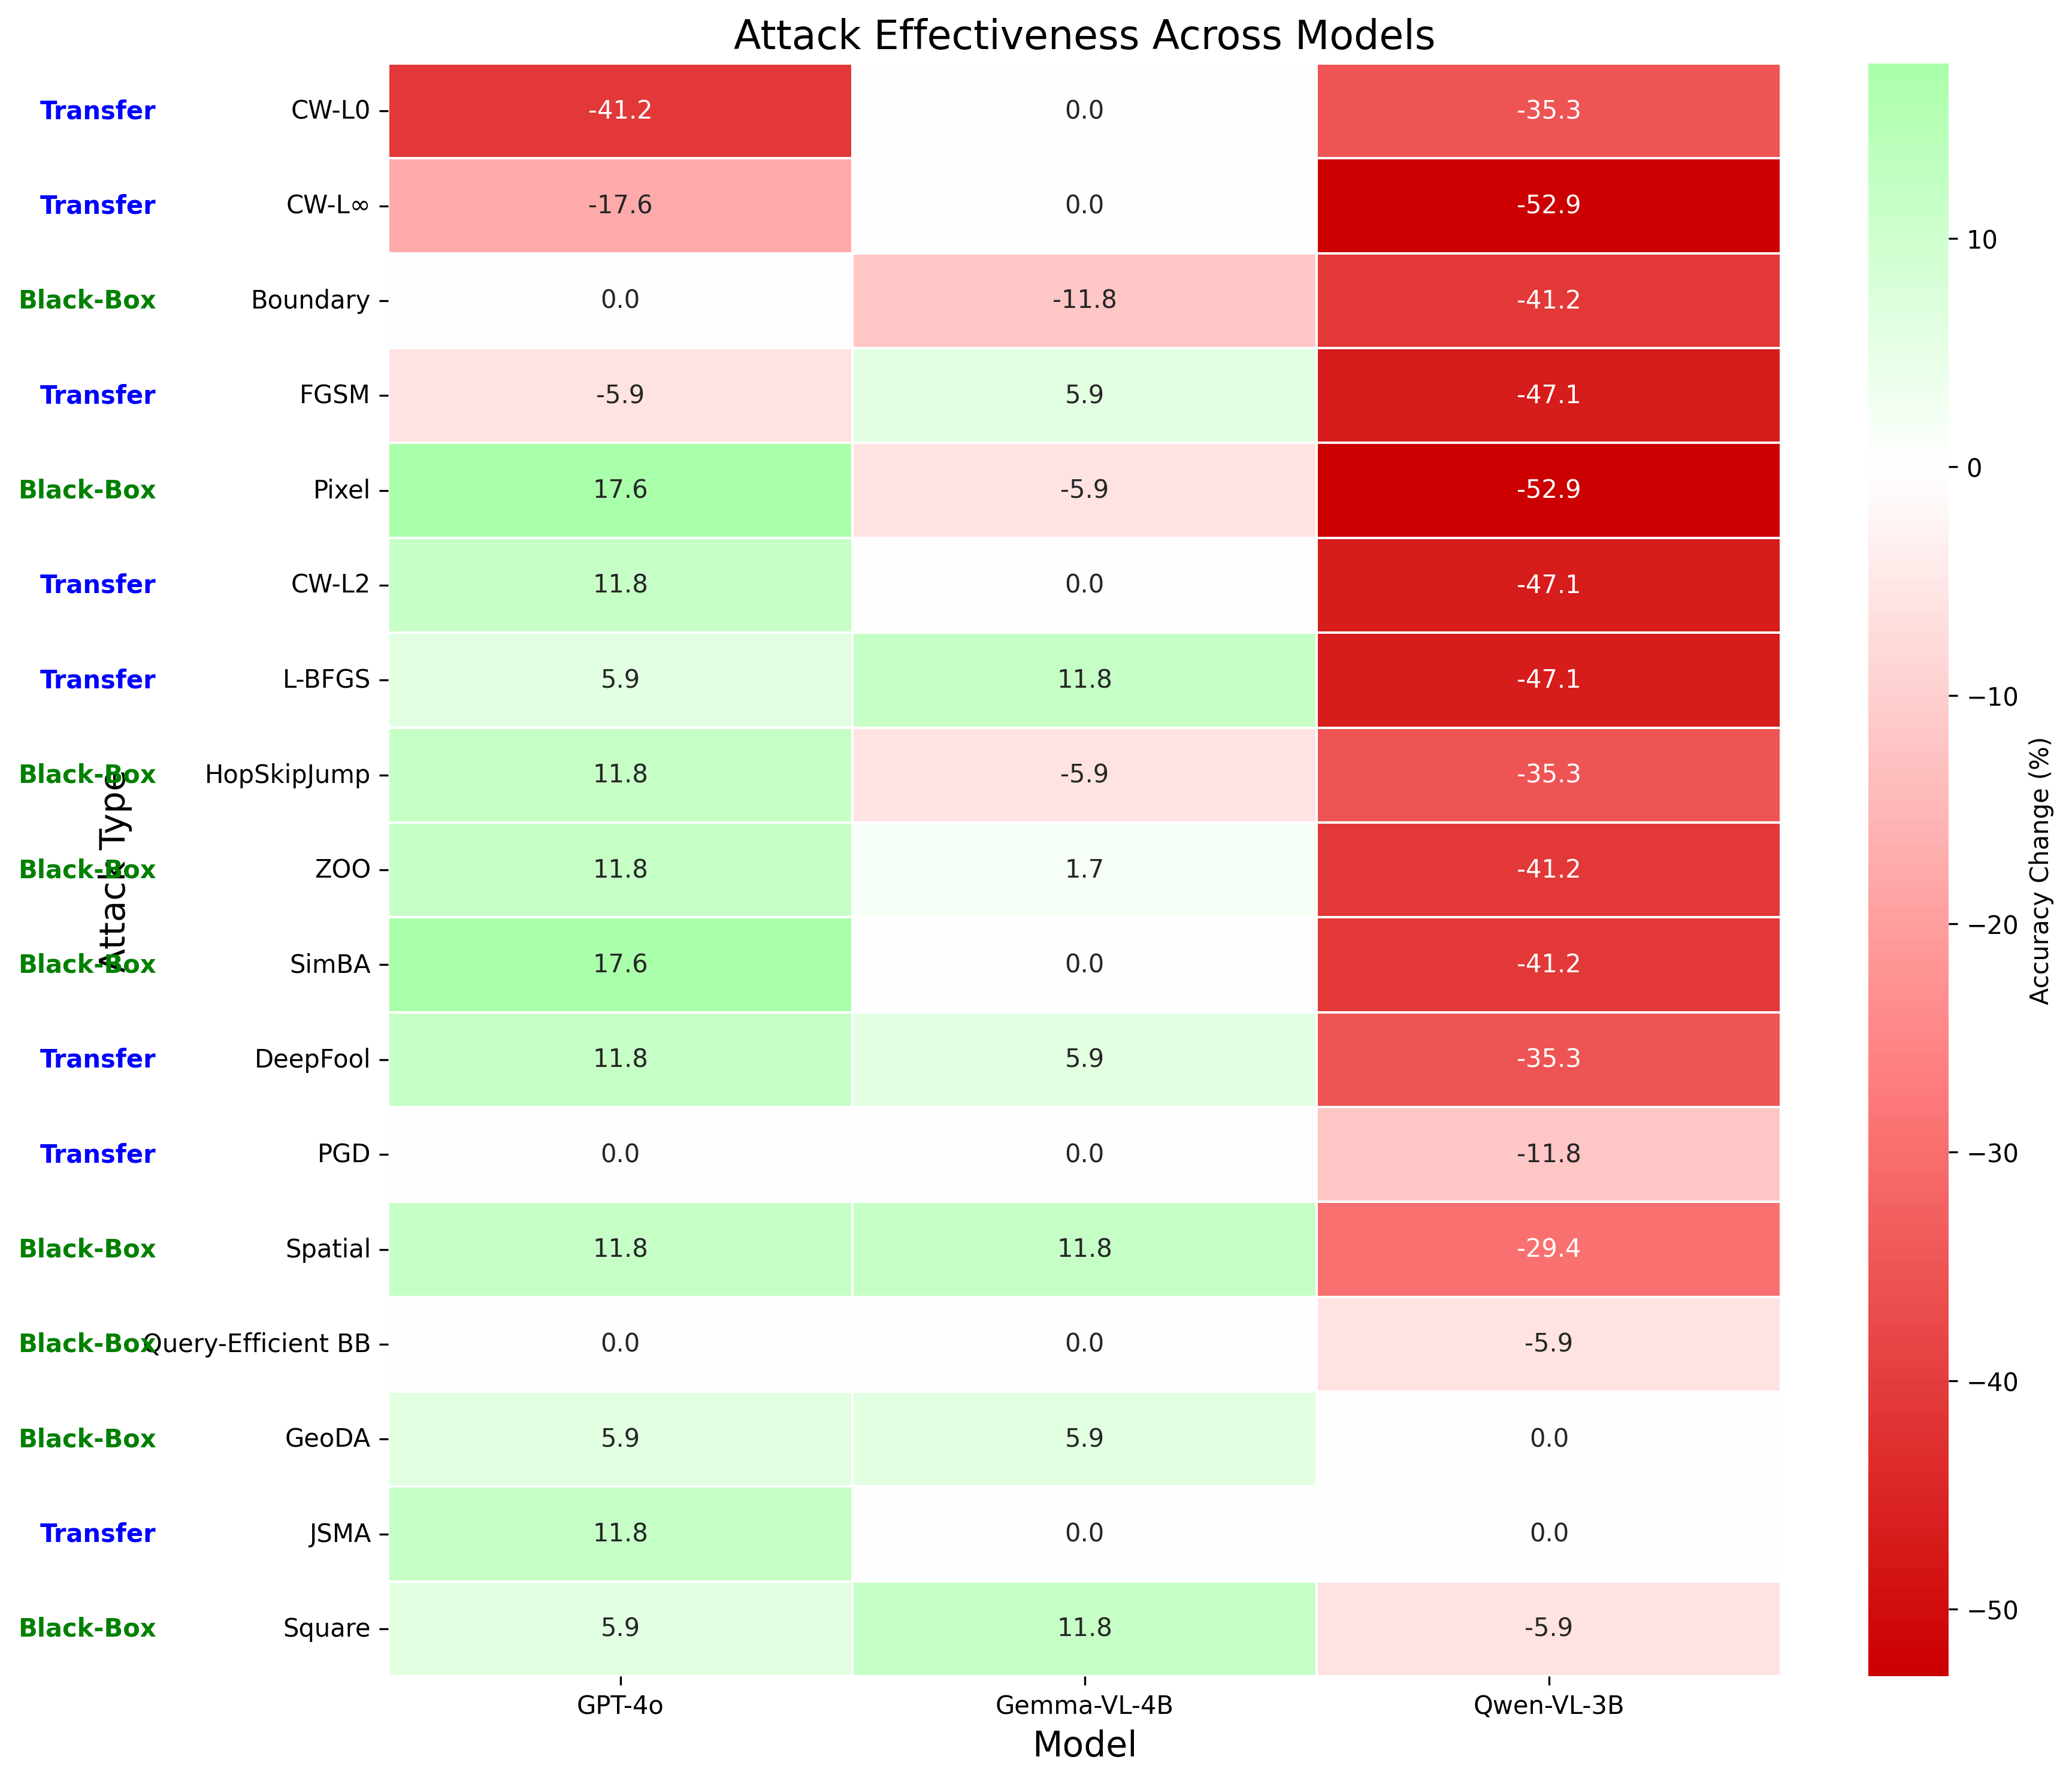 Attack Effectiveness Across Models
Transfer CW-L0 -41.2 0.0 -35.3
Transfer CW-L∞ -17.6 0.0 -52.9
Black-Box Boundary 0.0 -11.8 -41.2
Transfer FGSM -5.9 5.9 -47.1
Black-Box Pixel 17.6 -5.9 -52.9
Transfer CW-L2 11.8 0.0 -47.1
Transfer L-BFGS 5.9 11.8 -47.1
Black-Box HopSkipJump 11.8 -5.9 -35.3
Black-Box ZOO 11.8 1.7 -41.2
Black-Box SimBA 17.6 0.0 -41.2
Transfer DeepFool 11.8 5.9 -35.3
Transfer PGD 0.0 0.0 -11.8
Black-Box Spatial 11.8 11.8 -29.4
Black-Box Query-Efficient BB 0.0 0.0 -5.9
Black-Box GeoDA 5.9 5.9 0.0
Transfer JSMA 11.8 0.0 0.0
Black-Box Square 5.9 11.8 -5.9
GPT-4o Gemma-VL-4B Qwen-VL-3B
Model
Attack Type
10
0
−10
−20
−30
−40
−50
Accuracy Change (%)